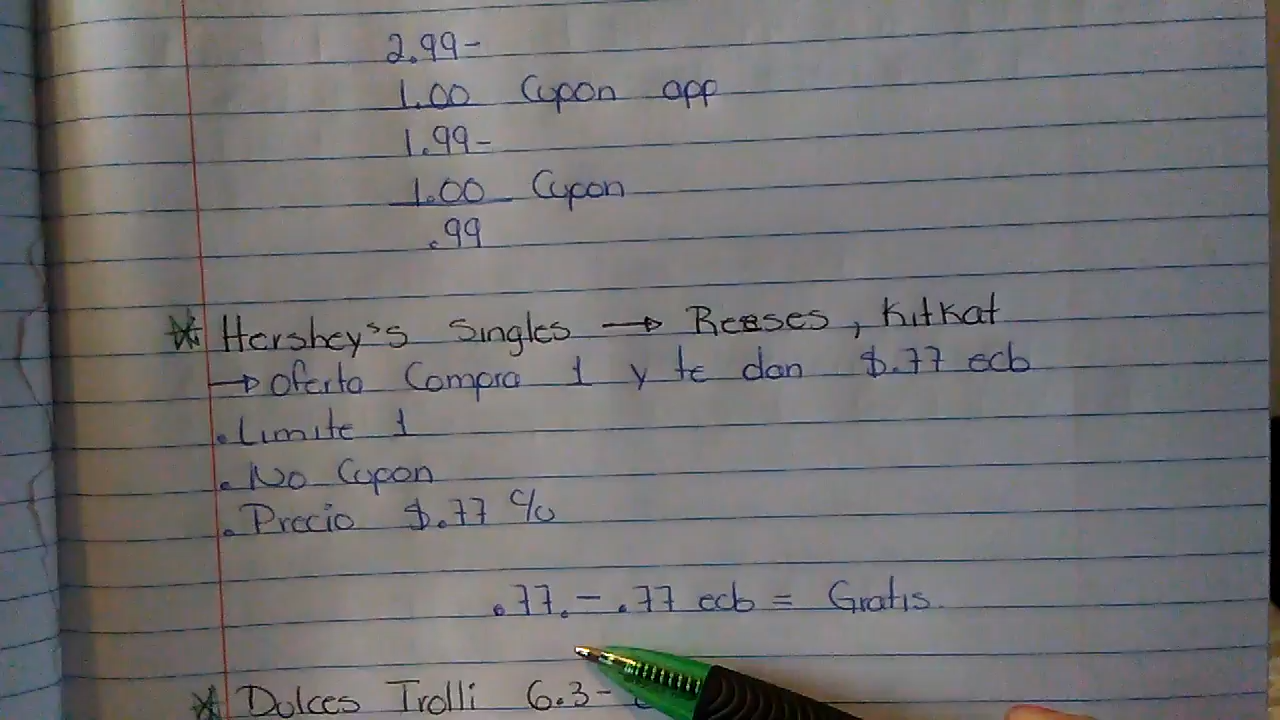 2.99-
1.00 Cupon app
1.99-
1.00 Cupon
.99
* Hershey's Singles → Reeses, Kitkat
→ Oferta Compra 1 y te dan $.77 ecb
. Limite 1
. No Cupon
. Precio $.77 c/u
.77. - .77 ecb = Gratis.
* Dulces Trolli 6.3-